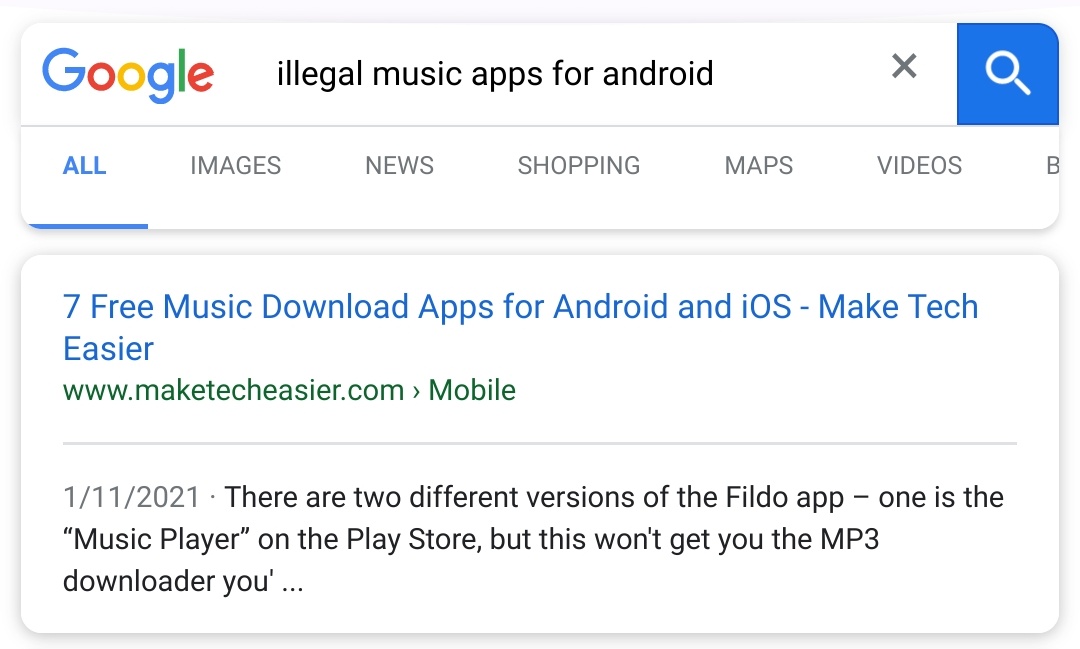 Google illegal music apps for android
ALL IMAGES NEWS SHOPPING MAPS VIDEOS B
7 Free Music Download Apps for Android and iOS - Make Tech
Easier
www.maketecheasier.com › Mobile
1/11/2021 · There are two different versions of the Fildo app – one is the
“Music Player” on the Play Store, but this won't get you the MP3
downloader you' ...